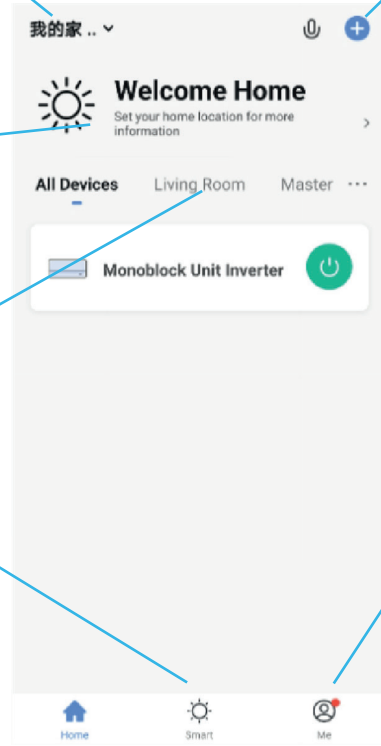 我的家 ..
Welcome Home
Set your home location for more
information
All Devices Living Room Master ...
Monoblock Unit Inverter
Home Smart Me